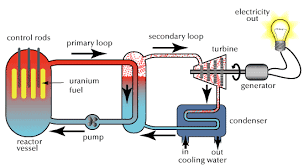 electricity
out
control rods
primary loop
secondary loop
turbine
uranium
fuel
generator
condenser
pump
reactor
vessel
in
out
cooling water